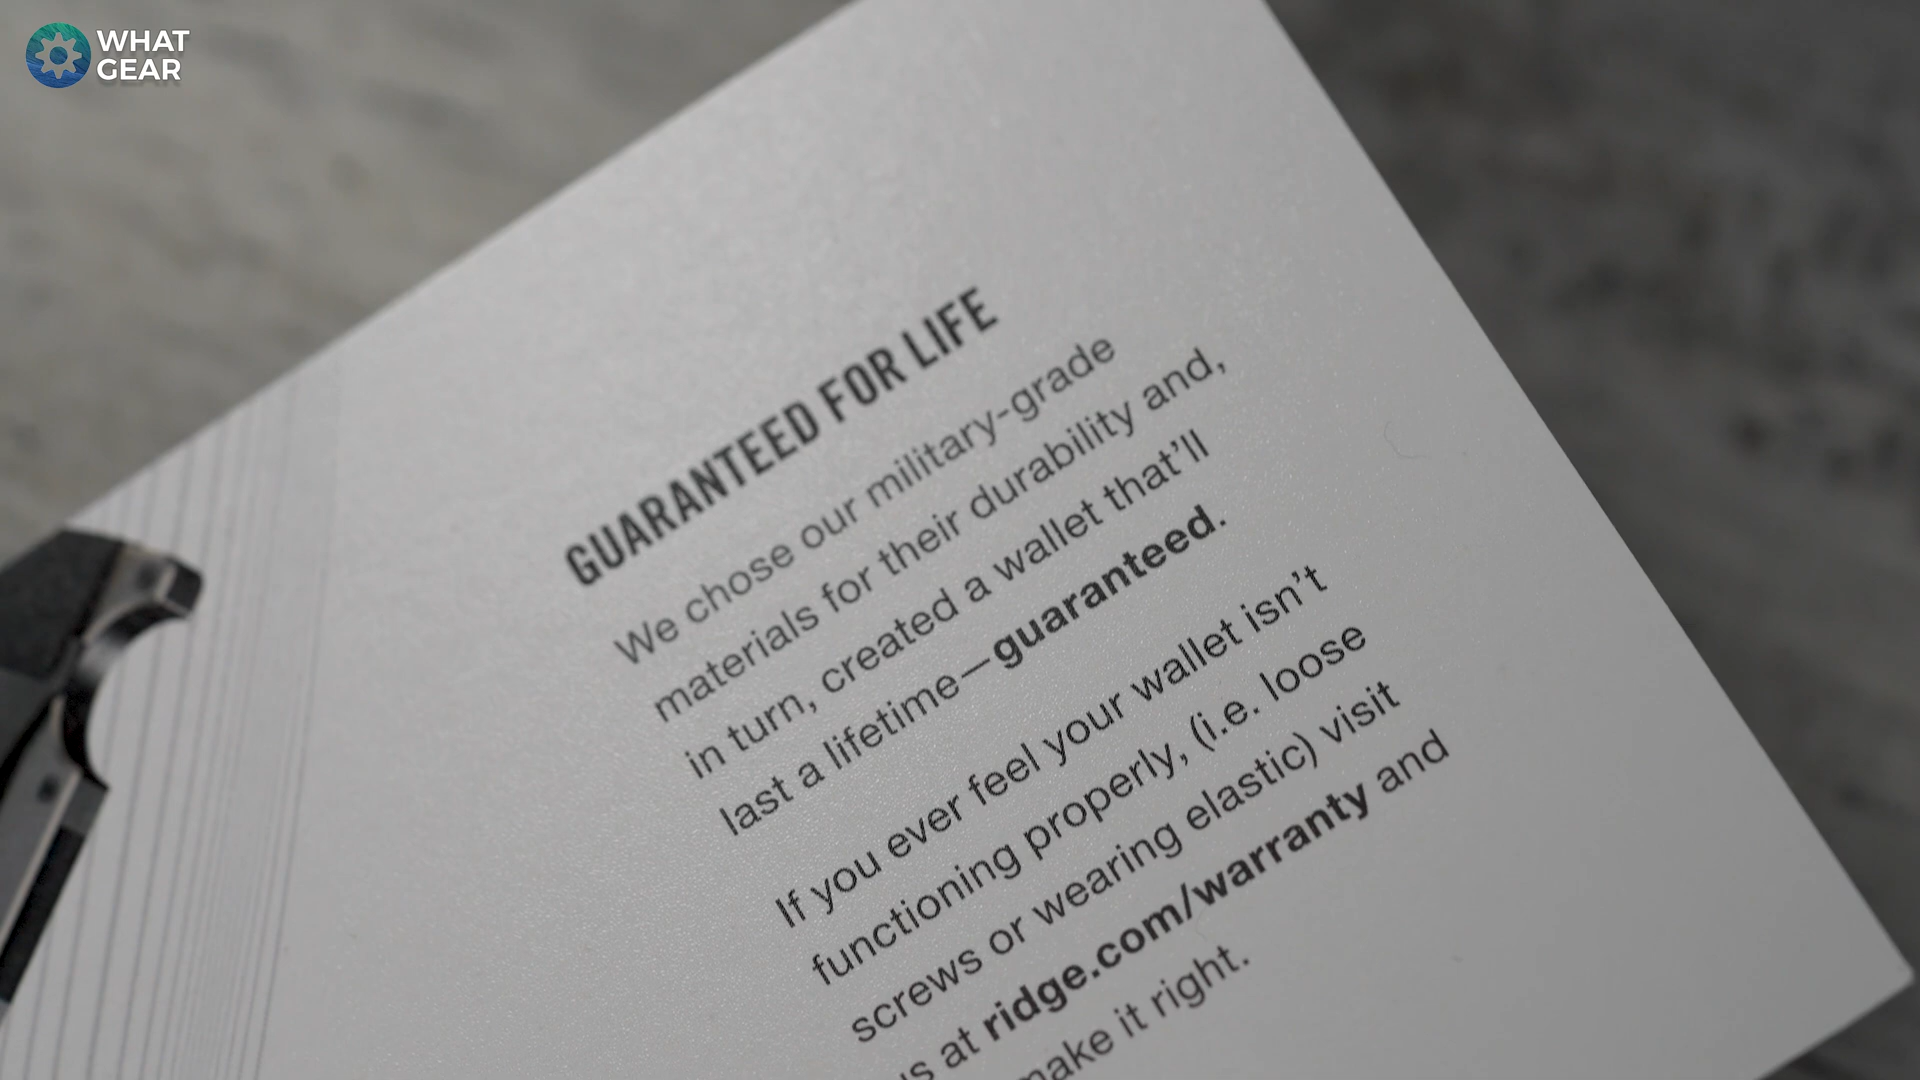 WHAT
GEAR
GUARANTEED FOR LIFE
We chose our military-grade
materials for their durability and,
in turn, created a wallet that'll
last a lifetime—guaranteed.
If you ever feel your wallet isn't
functioning properly, (i.e. loose
screws or wearing elastic) visit
us at ridge.com/warranty and
make it right.